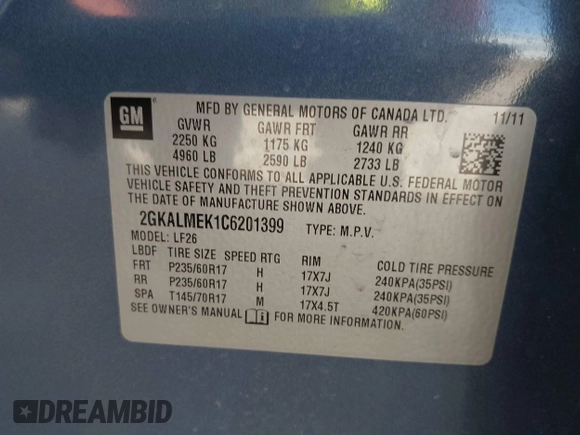 GM
MFD BY GENERAL MOTORS OF CANADA LTD. 11/11
GVWR GAWR FRT GAWR RR
2250 KG 1175 KG 1240 KG
4960 LB 2590 LB 2733 LB
THIS VEHICLE CONFORMS TO ALL APPLICABLE U.S. FEDERAL MOTOR
VEHICLE SAFETY AND THEFT PREVENTION STANDARDS IN EFFECT ON
THE DATE OF MANUFACTURE SHOWN ABOVE.
2GKALMEK1C6201399 TYPE: M.P.V.
MODEL: LF26
LBDF TIRE SIZE SPEED RTG RIM COLD TIRE PRESSURE
FRT P235/60R17 H 17X7J 240KPA(35PSI)
RR P235/60R17 H 17X7J 240KPA(35PSI)
SPA T145/70R17 M 17X4.5T 420KPA(60PSI)
SEE OWNER'S MANUAL FOR MORE INFORMATION.
DREAMBID